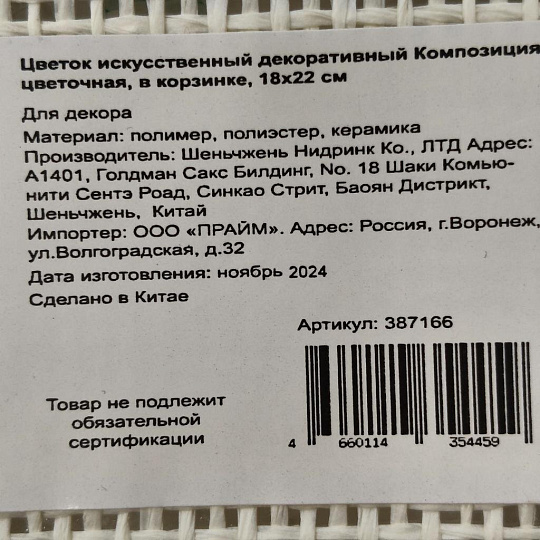 Цветок искусственный декоративный Композиция
цветочная, в корзинке, 18х22 см
Для декора
Материал: полимер, полиэстер, керамика
Производитель: Шеньчжень Нидринк Ко., ЛТД Адрес:
А1401, Голдман Сакс Билдинг, No. 18 Шаки Комью-
нити Сентэ Роад, Синкао Стрит, Баоян Дистрикт,
Шеньчжень, Китай
Импортер: ООО «ПРАЙМ». Адрес: Россия, г.Воронеж,
ул.Волгоградская, д.32
Дата изготовления: ноябрь 2024
Сделано в Китае
Артикул: 387166
Товар не подлежит
обязательной
сертификации
4 660114 354459